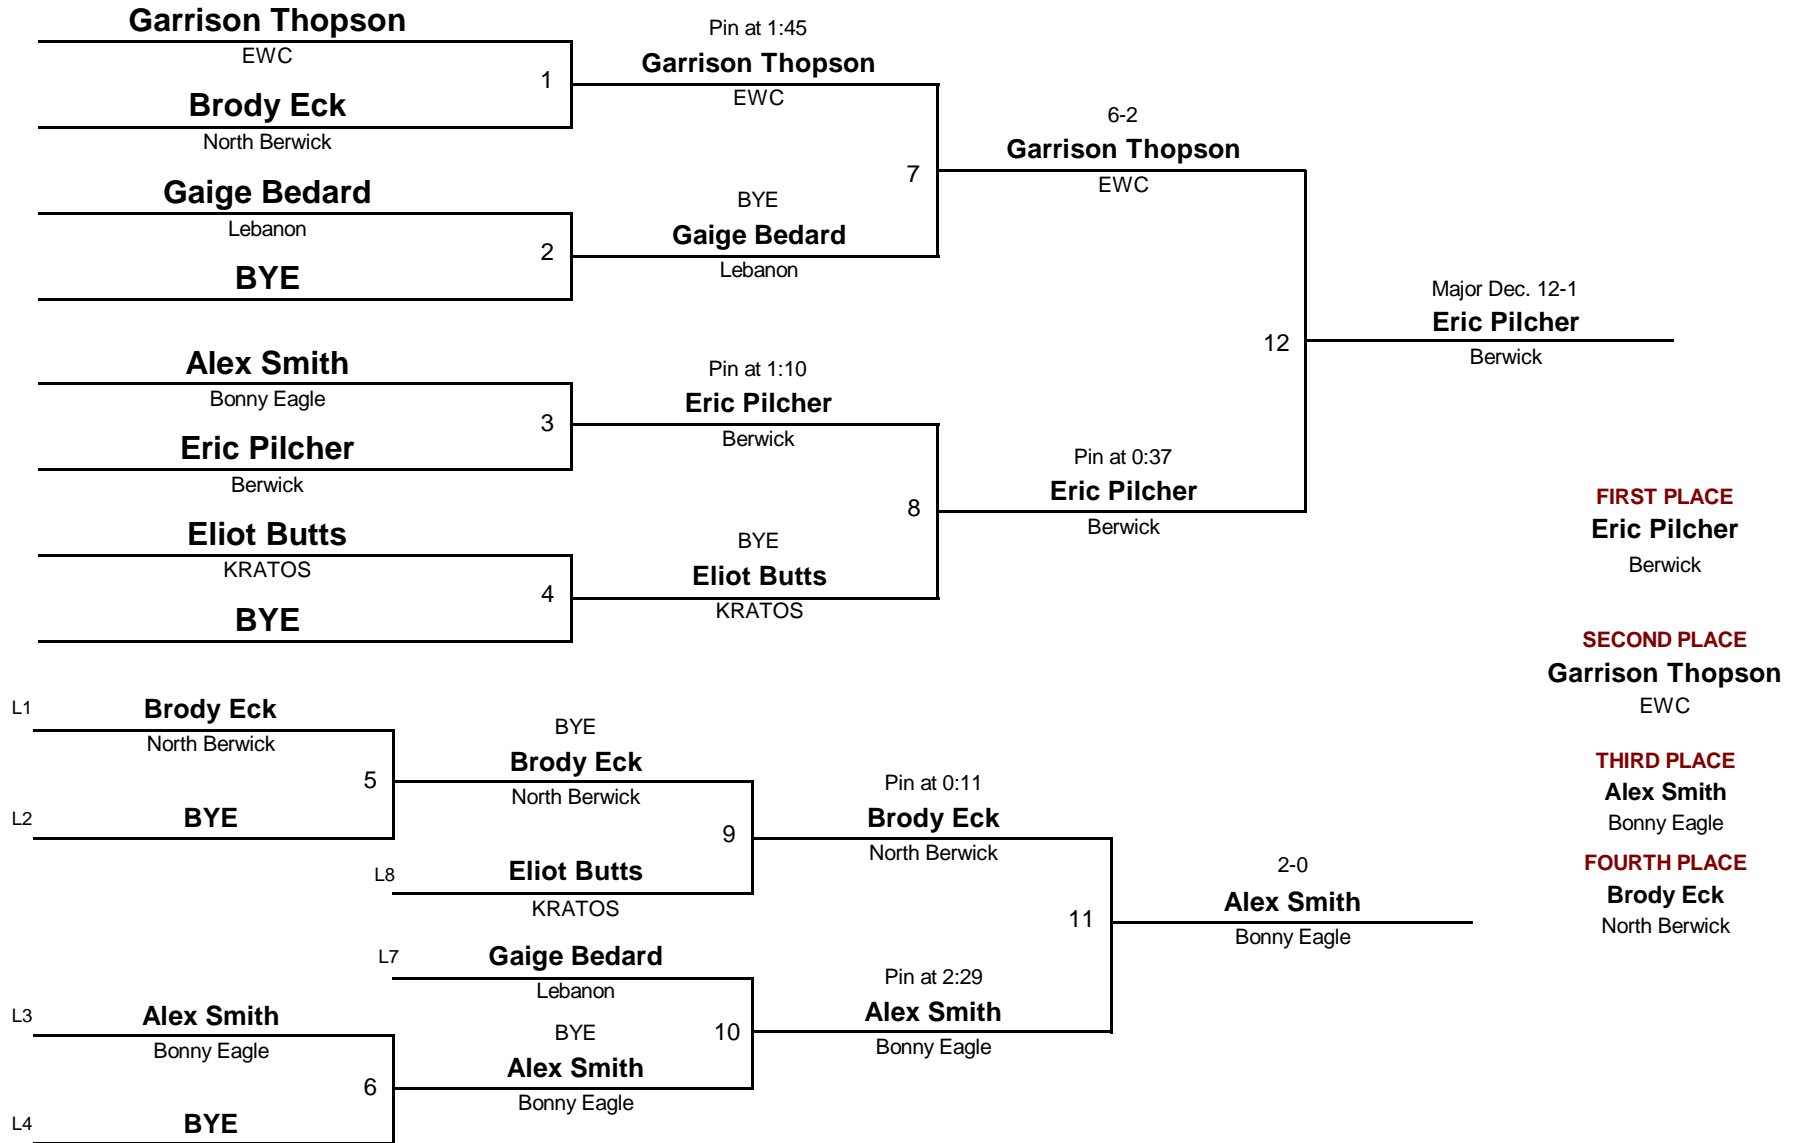 Garrison Thopson
EWC
1
Brody Eck
North Berwick
Pin at 1:45
Garrison Thopson
EWC
Gaige Bedard
Lebanon
2
BYE
BYE
Gaige Bedard
Lebanon
7
6-2
Garrison Thopson
EWC
Alex Smith
Bonny Eagle
3
Eric Pilcher
Berwick
Pin at 1:10
Eric Pilcher
Berwick
Eliot Butts
KRATOS
4
BYE
BYE
Eliot Butts
KRATOS
8
Pin at 0:37
Eric Pilcher
Berwick
12
Major Dec. 12-1
Eric Pilcher
Berwick
FIRST PLACE
Eric Pilcher
Berwick
SECOND PLACE
Garrison Thopson
EWC
THIRD PLACE
Alex Smith
Bonny Eagle
FOURTH PLACE
Brody Eck
North Berwick
L1
Brody Eck
North Berwick
5
L2
BYE
BYE
Brody Eck
North Berwick
9
L8
Eliot Butts
KRATOS
Pin at 0:11
Brody Eck
North Berwick
L7
Gaige Bedard
Lebanon
10
L3
Alex Smith
Bonny Eagle
6
L4
BYE
BYE
Alex Smith
Bonny Eagle
Pin at 2:29
Alex Smith
Bonny Eagle
11
2-0
Alex Smith
Bonny Eagle